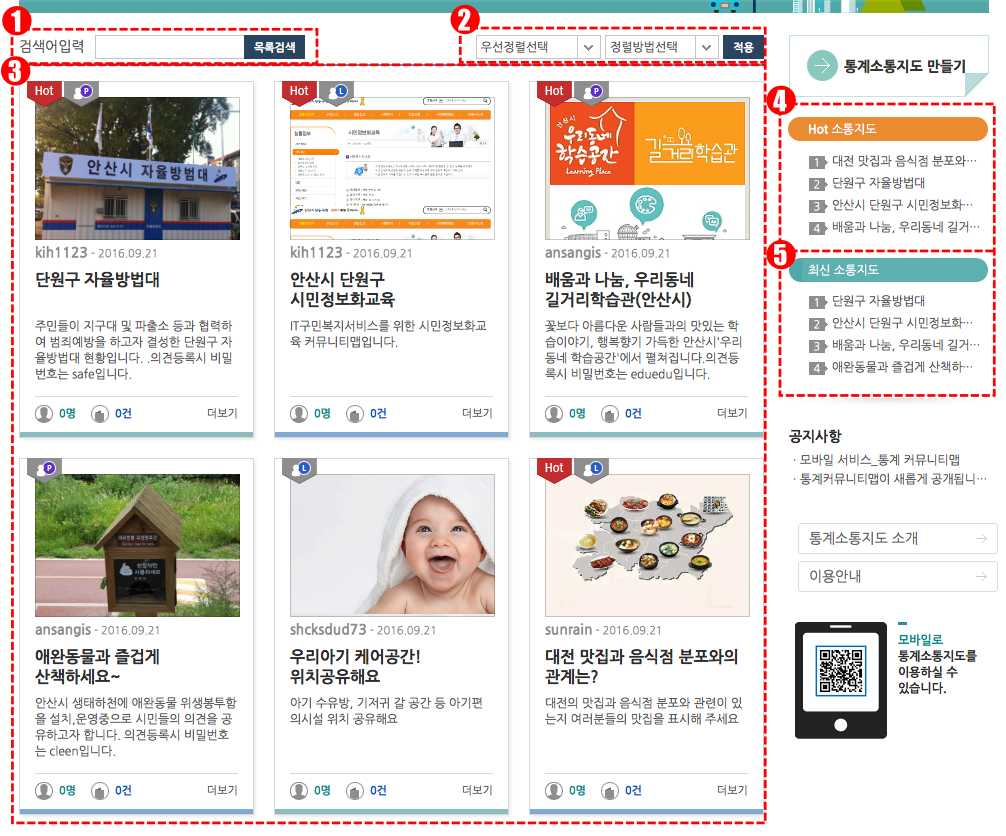 1
검색어입력
목록검색
2
우선정렬선택
정렬방법선택
적용
3
Hot
P
안산시 자율방범대
kih1123 - 2016.09.21
단원구 자율방법대
주민들이 지구대 및 파출소 등과 협력하
여 범죄예방을 하고자 결성한 단원구 자
율방법대 현황입니다. .의견등록시 비밀
번호는 safe입니다.
0명
0건
더보기
Hot
L
시민정보화교육
kih1123 - 2016.09.21
안산시 단원구
시민정보화교육
IT구민복지서비스를 위한 시민정보화교
육 커뮤니티맵입니다.
0명
0건
더보기
Hot
P
안산시
우리동네
학습공간
Learning Place
길거리학습관
ansangis - 2016.09.21
배움과 나눔, 우리동네
길거리학습관(안산시)
꽃보다 아름다운 사람들과의 맛있는 학
습이야기, 행복향기 가득한 안산시'우리
동네 학습공간'에서 펼쳐집니다.의견등
록시 비밀번호는 eduedu입니다.
0명
0건
더보기
P
ansangis - 2016.09.21
애완동물과 즐겁게
산책하세요~
안산시 생태하천에 애완동물 위생봉투함
을 설치,운영중으로 시민들의 의견을 공
유하고자 합니다. 의견등록시 비밀번호
는 cleen입니다.
0명
0건
더보기
L
shcksdud73 - 2016.09.21
우리아기 케어공간!
위치공유해요
아기 수유방, 기저귀 갈 공간 등 아기편
의시설 위치 공유해요
0명
0건
더보기
Hot
L
sunrain - 2016.09.21
대전 맛집과 음식점 분포와의
관계는?
대전의 맛집과 음식점 분포와 관련이 있
는지 여러분들의 맛집을 표시해 주세요
0명
0건
더보기
통계소통지도 만들기
4
Hot 소통지도
1 대전 맛집과 음식점 분포와…
2 단원구 자율방법대
3 안산시 단원구 시민정보화…
4 배움과 나눔, 우리동네 길거…
5
최신 소통지도
1 단원구 자율방법대
2 안산시 단원구 시민정보화…
3 배움과 나눔, 우리동네 길거…
4 애완동물과 즐겁게 산책하…
공지사항
· 모바일 서비스_통계 커뮤니티맵
· 통계커뮤니티맵이 새롭게 공개됩니…
통계소통지도 소개
이용안내
모바일로
통계소통지도를
이용하실 수
있습니다.